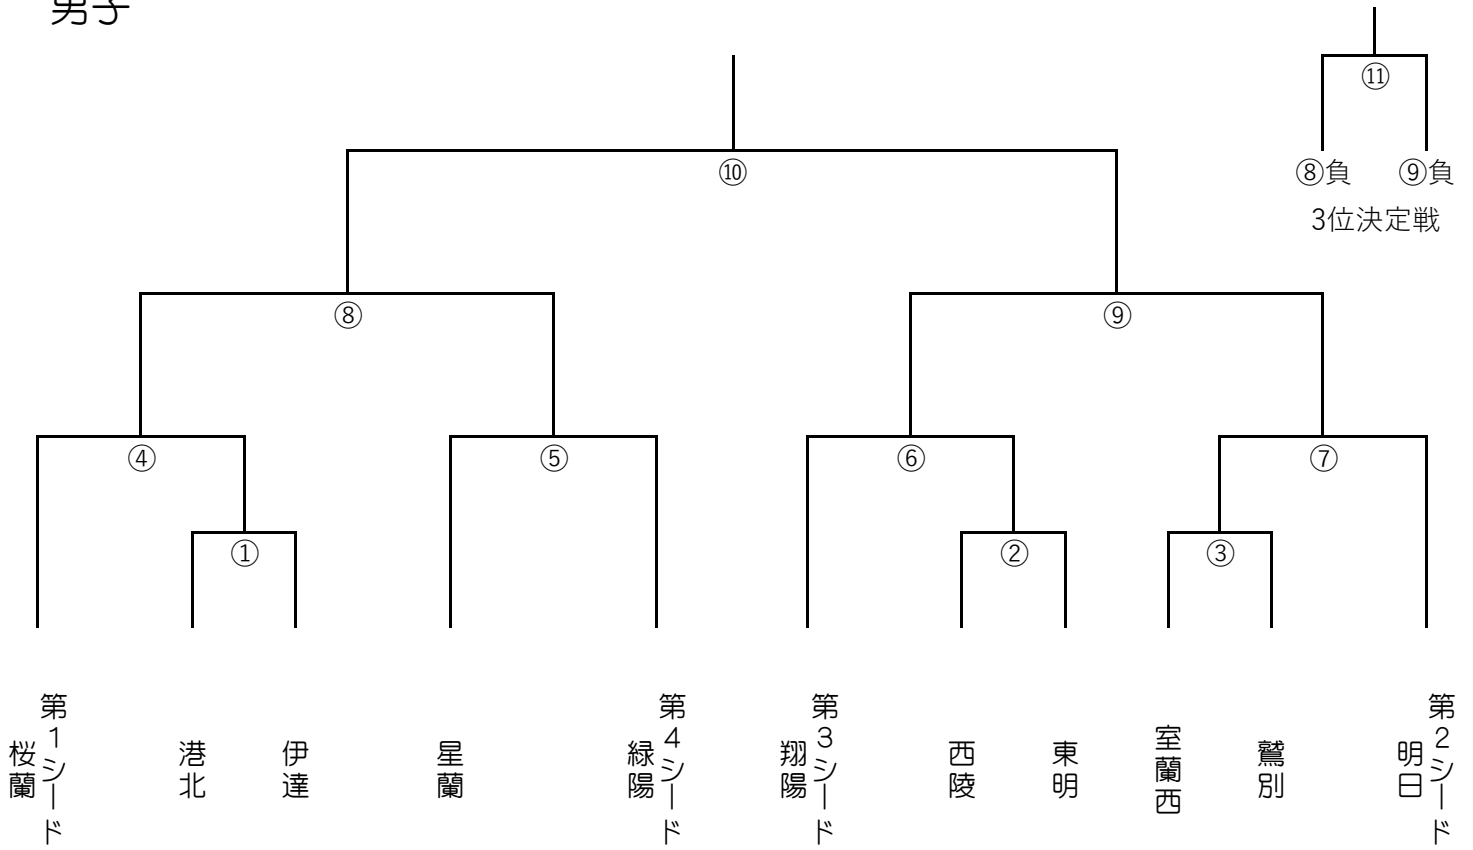 男子
⑪
⑧負
⑨負
3位決定戦
⑩
⑧
⑨
④
⑤
⑥
⑦
①
②
③
第1シード
桜蘭
港北
伊達
星蘭
第4シード
緑陽
第3シード
翔陽
西陵
東明
室蘭西
鷲別
第2シード
明日